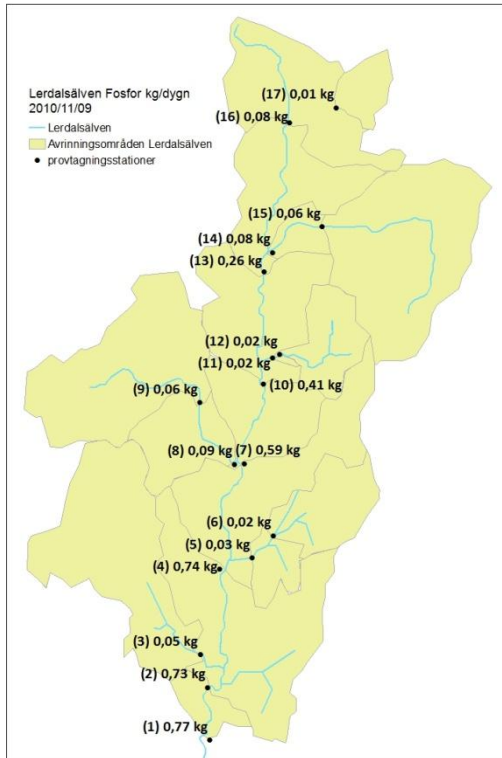 Lerdalsälven Fosfor kg/dygn
2010/11/09
Lerdalsälven
Avrinningsområden Lerdalsälven
provtagningsstationer
(17) 0,01 kg
(16) 0,08 kg
(15) 0,06 kg
(14) 0,08 kg
(13) 0,26 kg
(12) 0,02 kg
(11) 0,02 kg
(10) 0,41 kg
(9) 0,06 kg
(8) 0,09 kg
(7) 0,59 kg
(6) 0,02 kg
(5) 0,03 kg
(4) 0,74 kg
(3) 0,05 kg
(2) 0,73 kg
(1) 0,77 kg